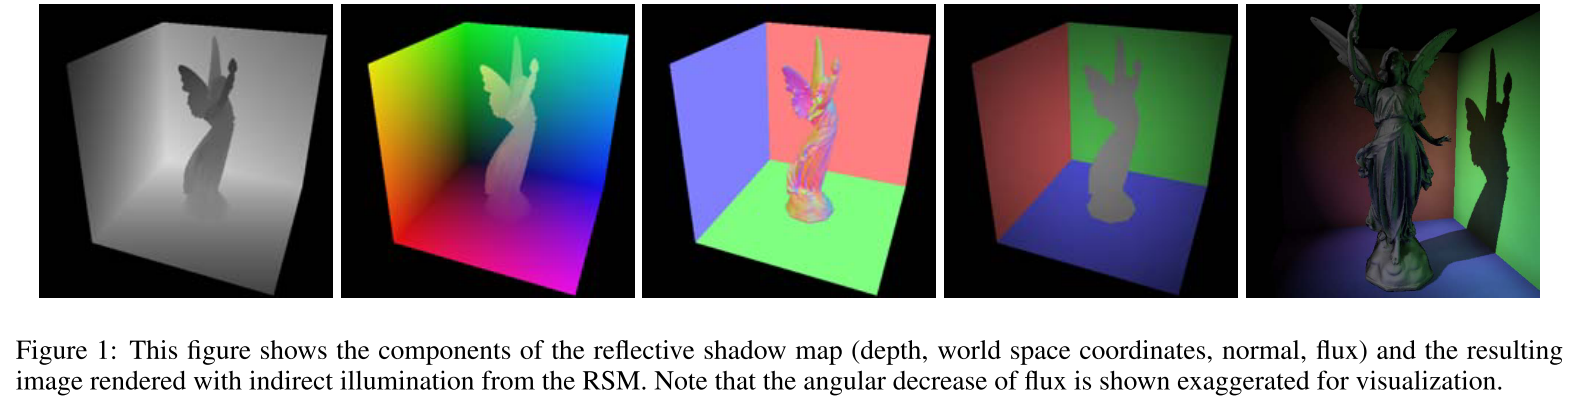 Figure 1: This figure shows the components of the reflective shadow map (depth, world space coordinates, normal, flux) and the resulting
image rendered with indirect illumination from the RSM. Note that the angular decrease of flux is shown exaggerated for visualization.